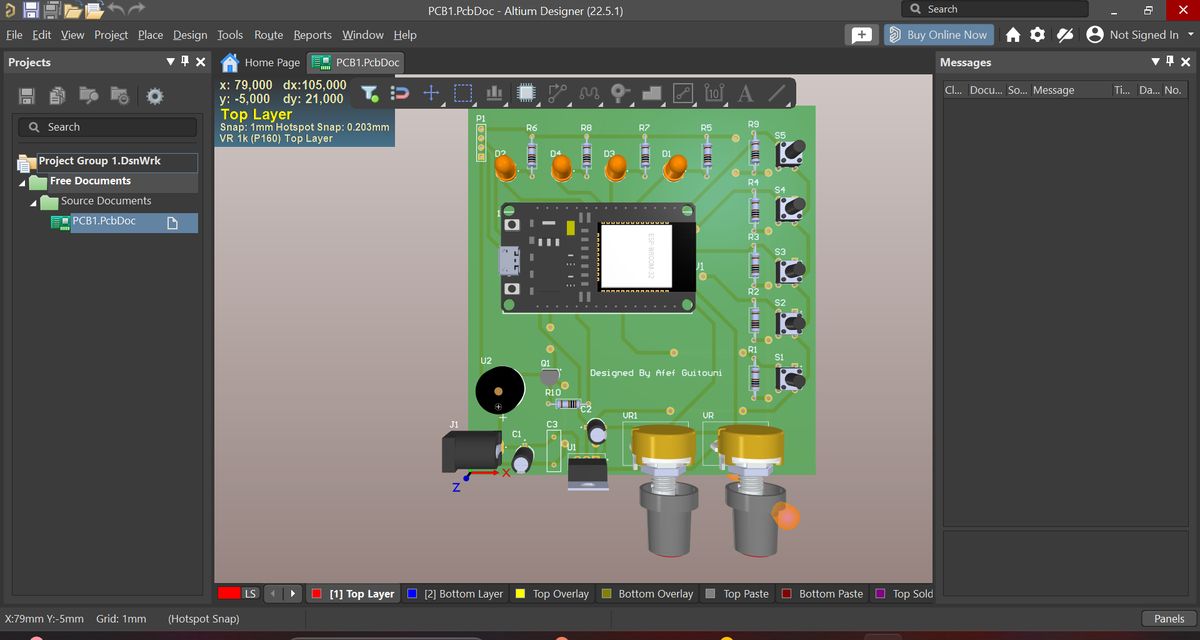 PCB1.PcbDoc - Altium Designer (22.5.1)
Search
File Edit View Project Place Design Tools Route Reports Window Help
Buy Online Now
Not Signed In
Projects
Home Page
PCB1.PcbDoc
Messages
x: 79,000 dx:105,000
y: -5,000 dy: 21,000
Top Layer
Snap: 1mm Hotspot Snap: 0.203mm
VR 1k (P160) Top Layer
Cl... Docu... So... Message Ti... Da... No.
Search
Project Group 1.DsnWrk
Free Documents
Source Documents
PCB1.PcbDoc
P1
R6
R8
R7
R5
R9
S5
D2
D4
D3
D1
R4
S4
1
R3
S3
R2
S2
R1
S1
U2
Q1
Designed By Afef Guitouni
R10
C2
J1
C1
C3
U1
VR1
VR
X
Z
LS
[1] Top Layer
[2] Bottom Layer
Top Overlay
Bottom Overlay
Top Paste
Bottom Paste
Top Sold
X:79mm Y:-5mm Grid: 1mm (Hotspot Snap)
Panels